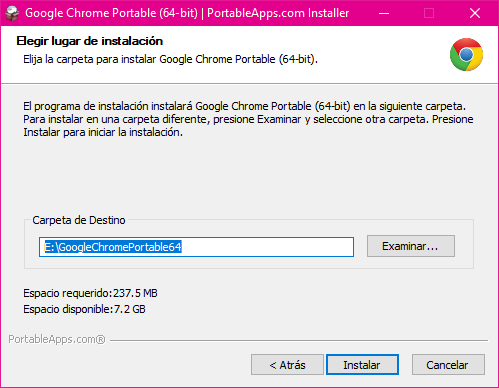 Google Chrome Portable (64-bit) | PortableApps.com Installer
Elegir lugar de instalación
Elija la carpeta para instalar Google Chrome Portable (64-bit).
El programa de instalación instalará Google Chrome Portable (64-bit) en la siguiente carpeta.
Para instalar en una carpeta diferente, presione Examinar y seleccione otra carpeta. Presione
Instalar para iniciar la instalación.
Carpeta de Destino
E:\GoogleChromePortable64
Examinar...
Espacio requerido:237.5 MB
Espacio disponible:7.2 GB
PortableApps.com®
< Atrás
Instalar
Cancelar